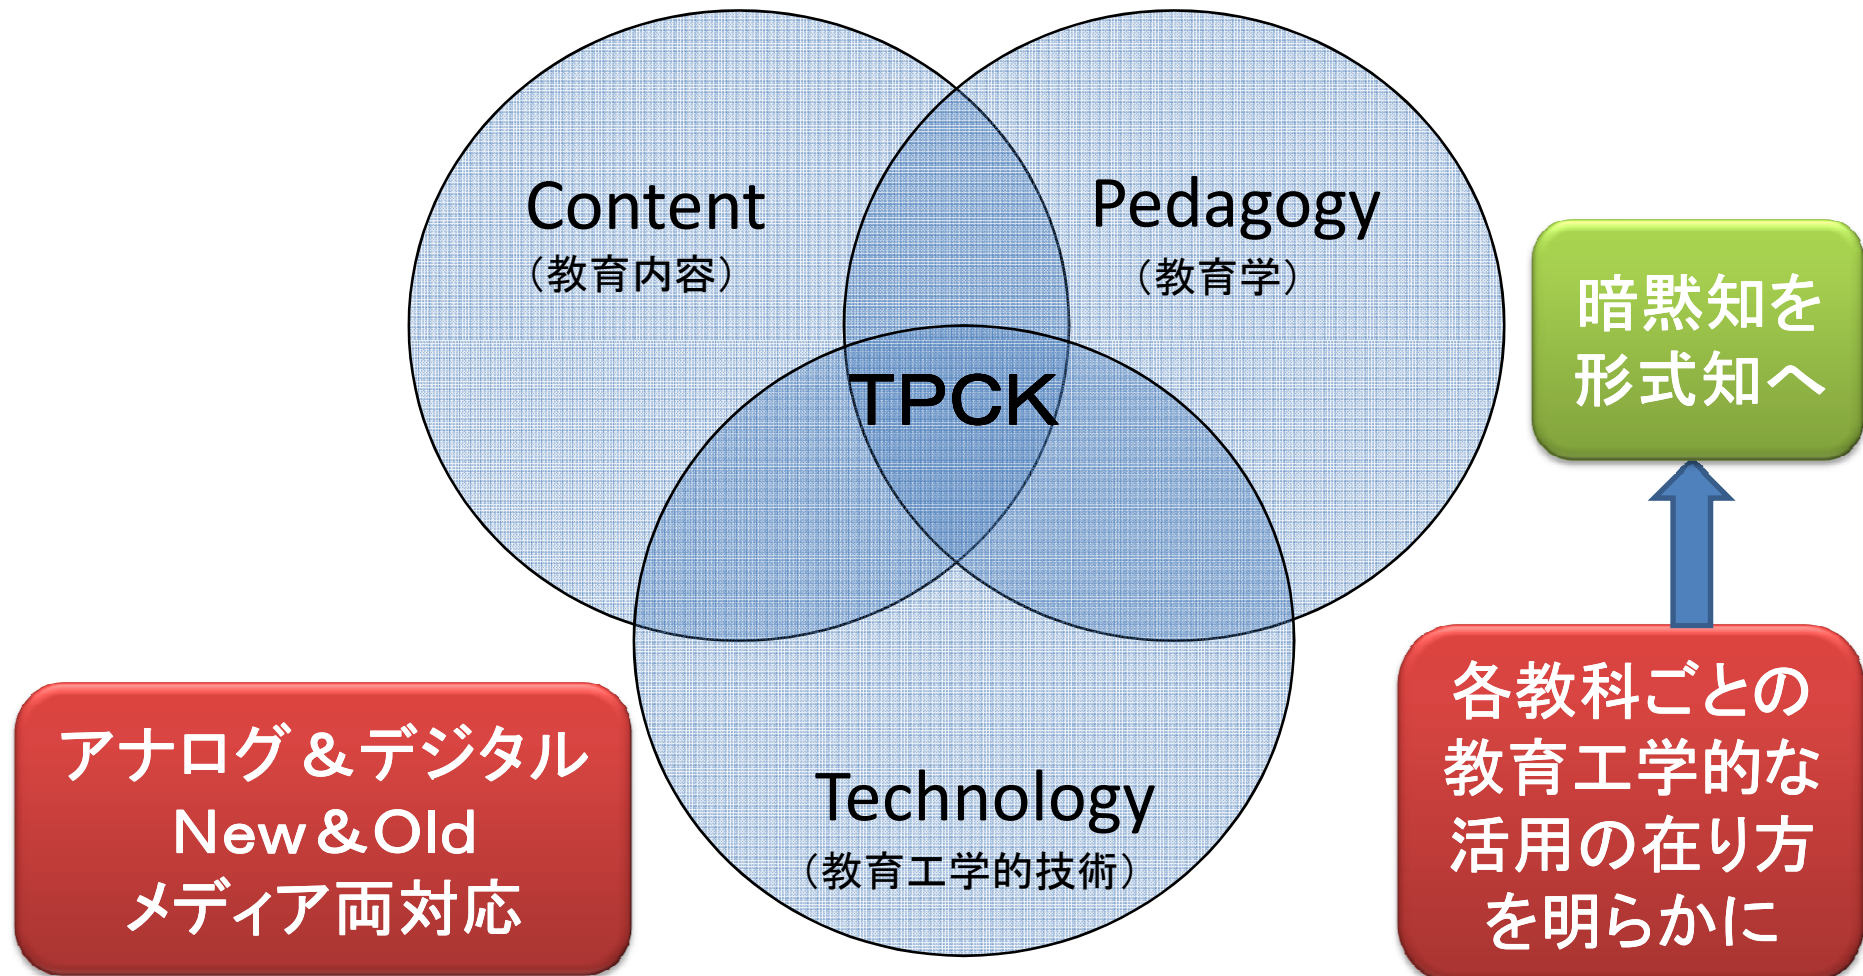 Content
（教育内容）
Pedagogy
（教育学）
TPCK
Technology
（教育工学的技術）
暗黙知を
形式知へ
アナログ＆デジタル
Ｎｅｗ＆Ｏｌｄ
メディア両対応
各教科ごとの
教育工学的な
活用の在り方
を明らかに